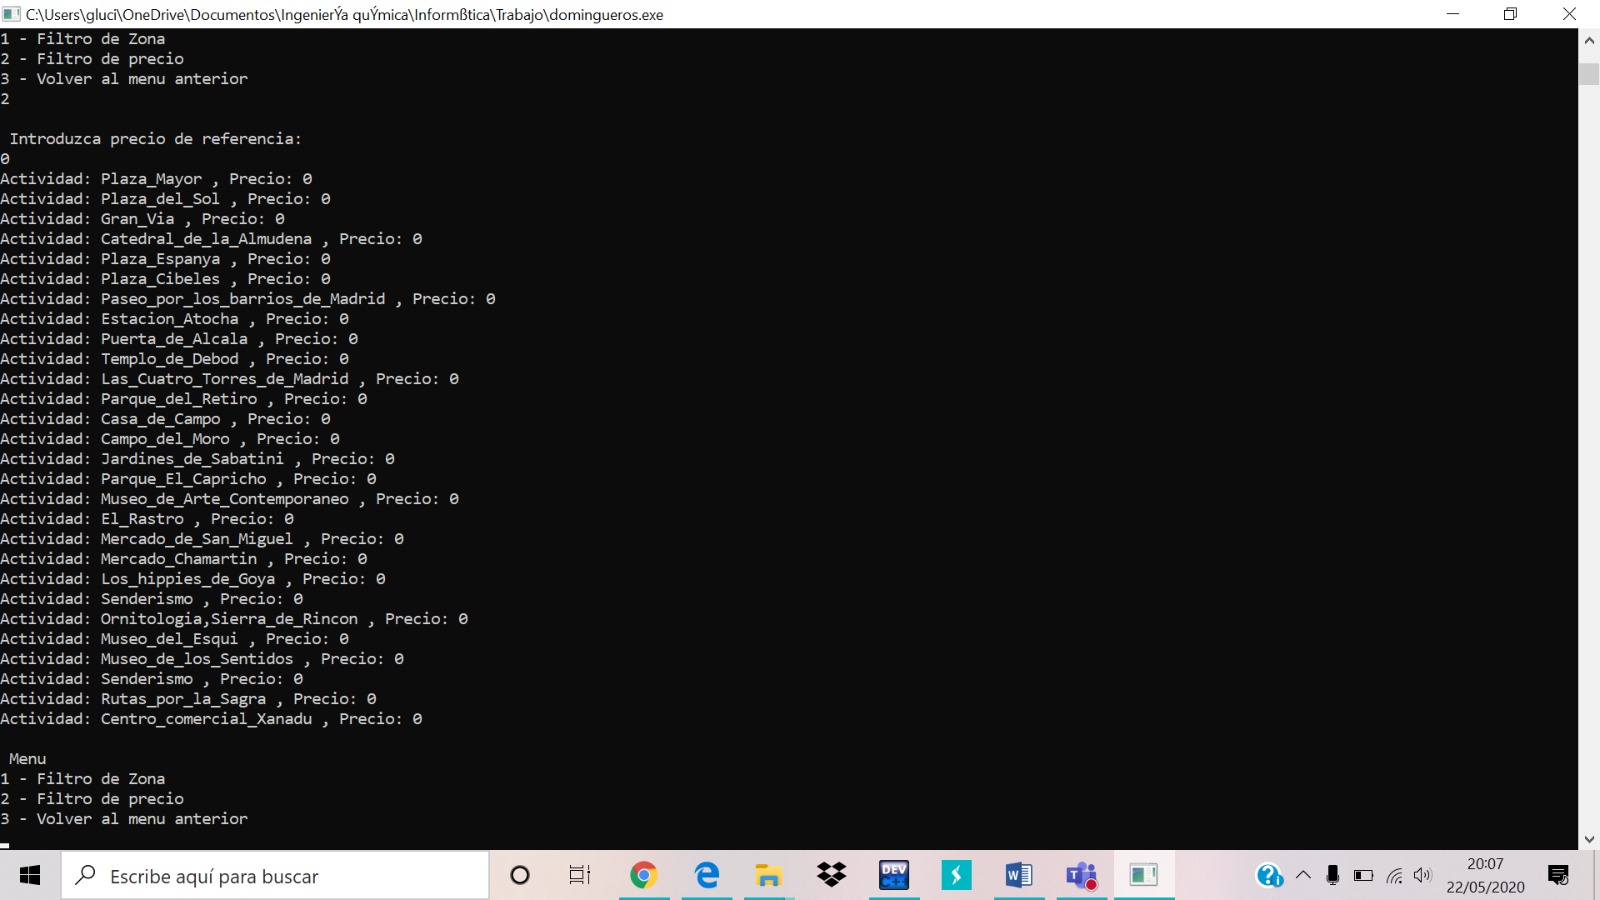 C:\Users\gluci\OneDrive\Documentos\IngenierÝa quÝmica\Informßtica\Trabajo\domingueros.exe
1 - Filtro de Zona
2 - Filtro de precio
3 - Volver al menu anterior
2
Introduzca precio de referencia:
0
Actividad: Plaza_Mayor , Precio: 0
Actividad: Plaza_del_Sol , Precio: 0
Actividad: Gran_Via , Precio: 0
Actividad: Catedral_de_la_Almudena , Precio: 0
Actividad: Plaza_Espanya , Precio: 0
Actividad: Plaza_Cibeles , Precio: 0
Actividad: Paseo_por_los_barrios_de_Madrid , Precio: 0
Actividad: Estacion_Atocha , Precio: 0
Actividad: Puerta_de_Alcala , Precio: 0
Actividad: Templo_de_Debod , Precio: 0
Actividad: Las_Cuatro_Torres_de_Madrid , Precio: 0
Actividad: Parque_del_Retiro , Precio: 0
Actividad: Casa_de_Campo , Precio: 0
Actividad: Campo_del_Moro , Precio: 0
Actividad: Jardines_de_Sabatini , Precio: 0
Actividad: Parque_El_Capricho , Precio: 0
Actividad: Museo_de_Arte_Contemporaneo , Precio: 0
Actividad: El_Rastro , Precio: 0
Actividad: Mercado_de_San_Miguel , Precio: 0
Actividad: Mercado_Chamartin , Precio: 0
Actividad: Los_hippies_de_Goya , Precio: 0
Actividad: Senderismo , Precio: 0
Actividad: Ornitologia,Sierra_de_Rincon , Precio: 0
Actividad: Museo_del_Esqui , Precio: 0
Actividad: Museo_de_los_Sentidos , Precio: 0
Actividad: Senderismo , Precio: 0
Actividad: Rutas_por_la_Sagra , Precio: 0
Actividad: Centro_comercial_Xanadu , Precio: 0
Menu
1 - Filtro de Zona
2 - Filtro de precio
3 - Volver al menu anterior
Escribe aquí para buscar
DEV
20:07
22/05/2020